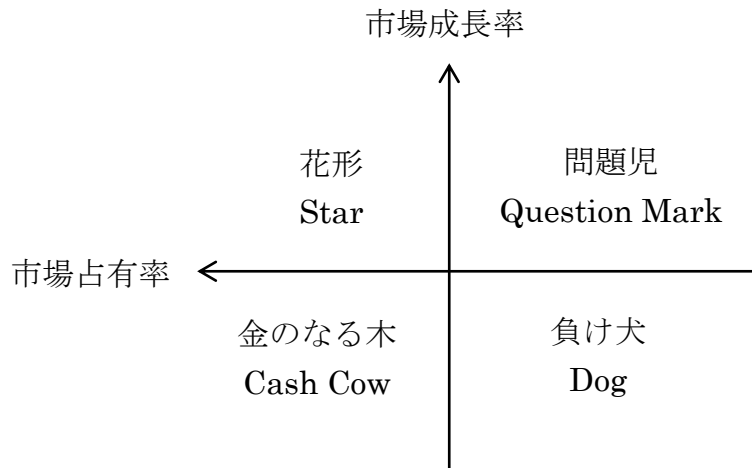 市場成長率
花形
Star
問題児
Question Mark
市場占有率
金のなる木
Cash Cow
負け犬
Dog